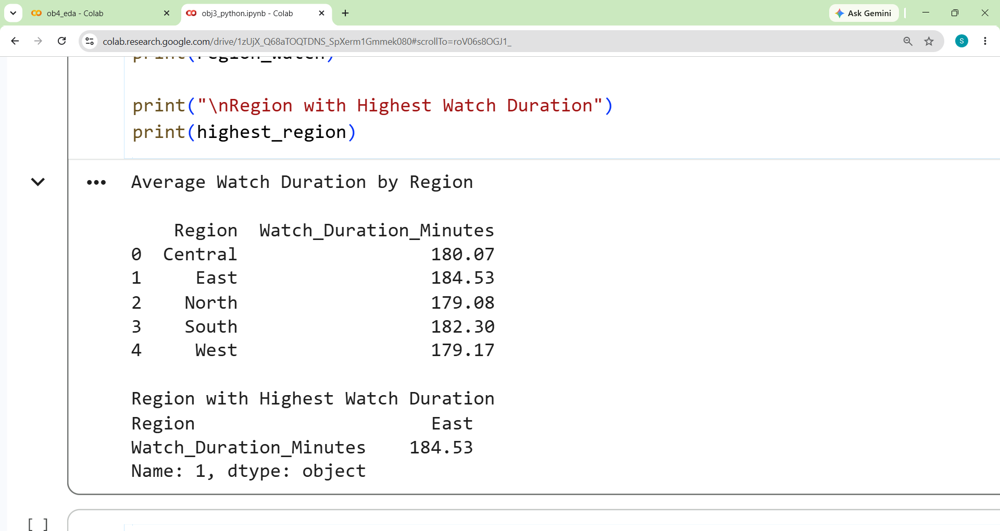 ob4_eda - Colab
obj3_python.ipynb - Colab
Ask Gemini
colab.research.google.com/drive/1zUjX_Q68aTOQTDNS_SpXerm1Gmmek080#scrollTo=roV06s8OGJ1_
S
print(region_watch)
print("\nRegion with Highest Watch Duration")
print(highest_region)
Average Watch Duration by Region
Region  Watch_Duration_Minutes
0  Central  180.07
1  East  184.53
2  North  179.08
3  South  182.30
4  West  179.17
Region with Highest Watch Duration
Region  East
Watch_Duration_Minutes  184.53
Name: 1, dtype: object
[ ]